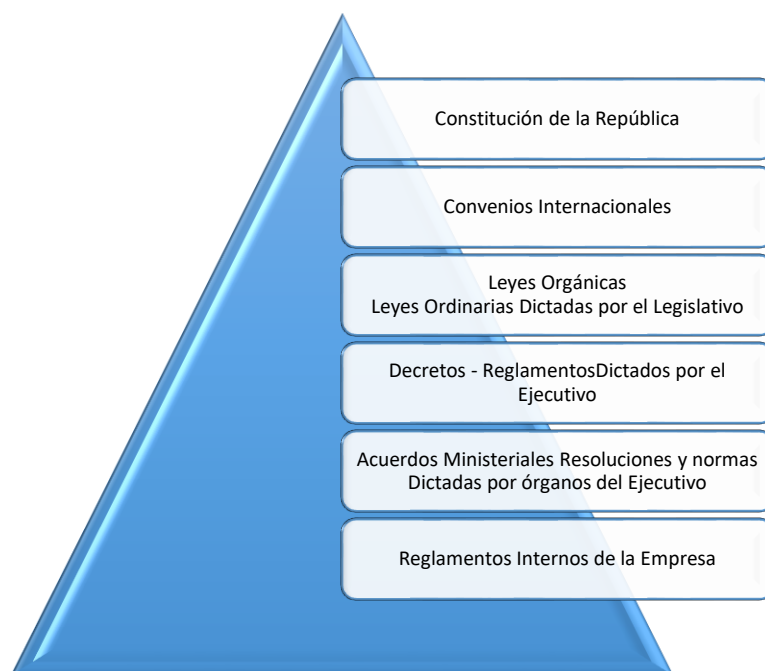 Constitución de la República
Convenios Internacionales
Leyes Orgánicas
Leyes Ordinarias Dictadas por el Legislativo
Decretos - ReglamentosDictados por el
Ejecutivo
Acuerdos Ministeriales Resoluciones y normas
Dictadas por órganos del Ejecutivo
Reglamentos Internos de la Empresa